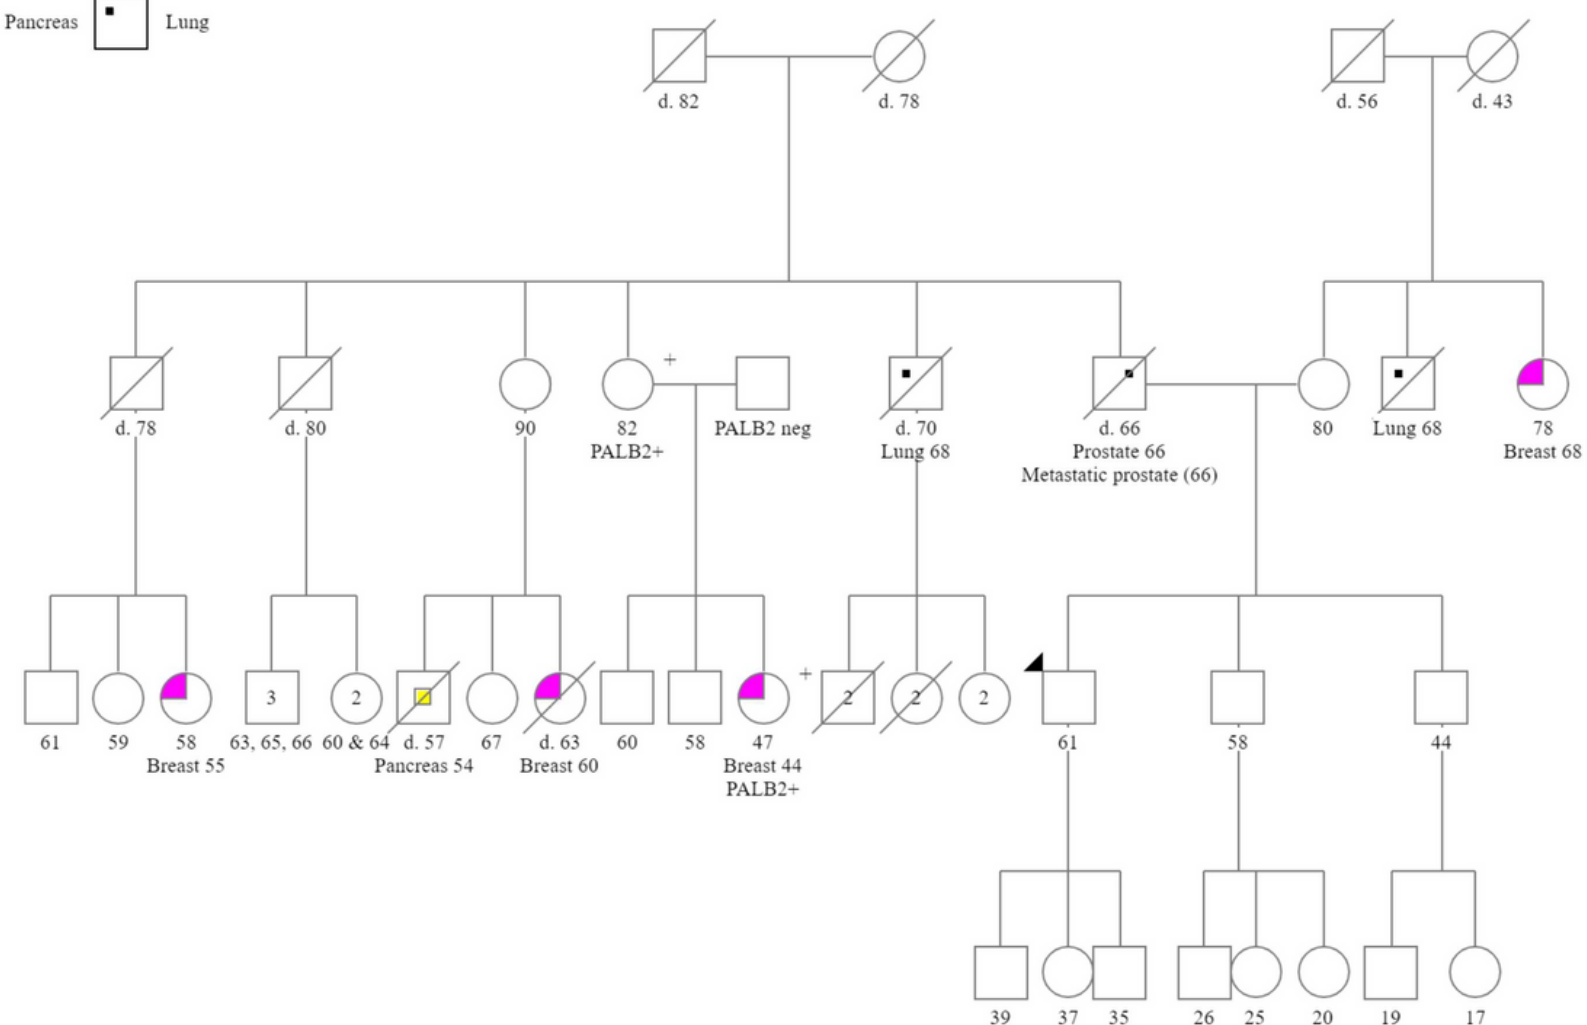 Pancreas Lung
d. 82 d. 78 d. 56 d. 43
+
d. 78 d. 80 90 82 PALB2 neg d. 70 d. 66 80 Lung 68 78
PALB2+ Lung 68 Prostate 66 Breast 68
Metastatic prostate (66)
+
3 2 2 2 2
61 59 58 63, 65, 66 60 & 64 d. 57 67 d. 63 60 58 47 61 58 44
Breast 55 Pancreas 54 Breast 60 Breast 44
PALB2+
39 37 35 26 25 20 19 17